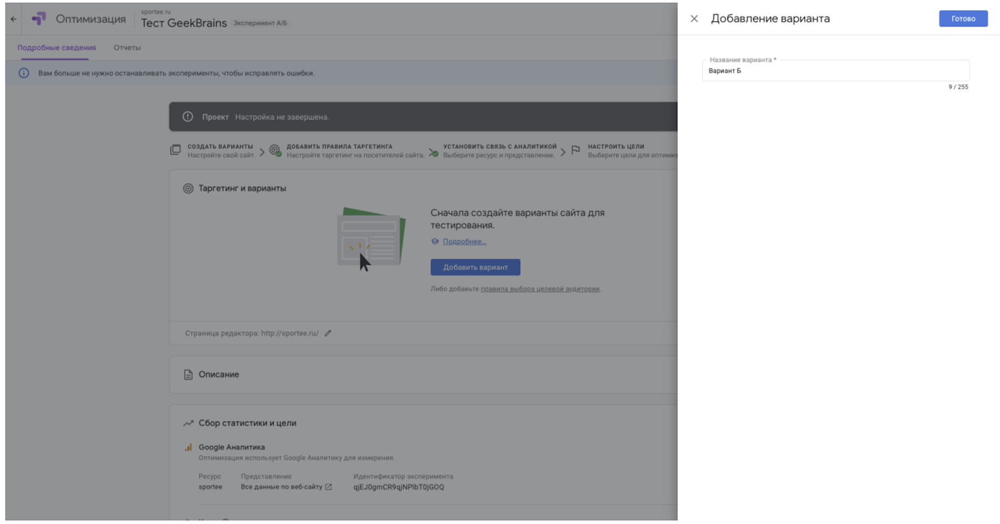 Оптимизация
sportee.ru
Тест GeekBrains Эксперимент А/Б
Подробные сведения Отчеты
Вам больше не нужно останавливать эксперименты, чтобы исправлять ошибки.
Проект Настройка не завершена.
СОЗДАТЬ ВАРИАНТЫ
Настройте свой сайт.
ДОБАВИТЬ ПРАВИЛА ТАРГЕТИНГА
Настройте таргетинг на посетителей сайта.
УСТАНОВИТЬ СВЯЗЬ С АНАЛИТИКОЙ
Выберите ресурс и представление.
НАСТРОИТЬ ЦЕЛИ
Выберите цели для оптимиз
Таргетинг и варианты
Сначала создайте варианты сайта для
тестирования.
Подробнее...
Добавить вариант
Либо добавьте правила выбора целевой аудитории.
Страница редактора: http://sportee.ru/
Описание
Сбор статистики и цели
Google Аналитика
Оптимизация использует Google Аналитику для измерения.
Ресурс Представление Идентификатор эксперимента
sportee Все данные по веб-сайту qjEJ0gmCR9qjNPlbT0jGOQ
Добавление варианта
Готово
Название варианта *
Вариант Б
9 / 255